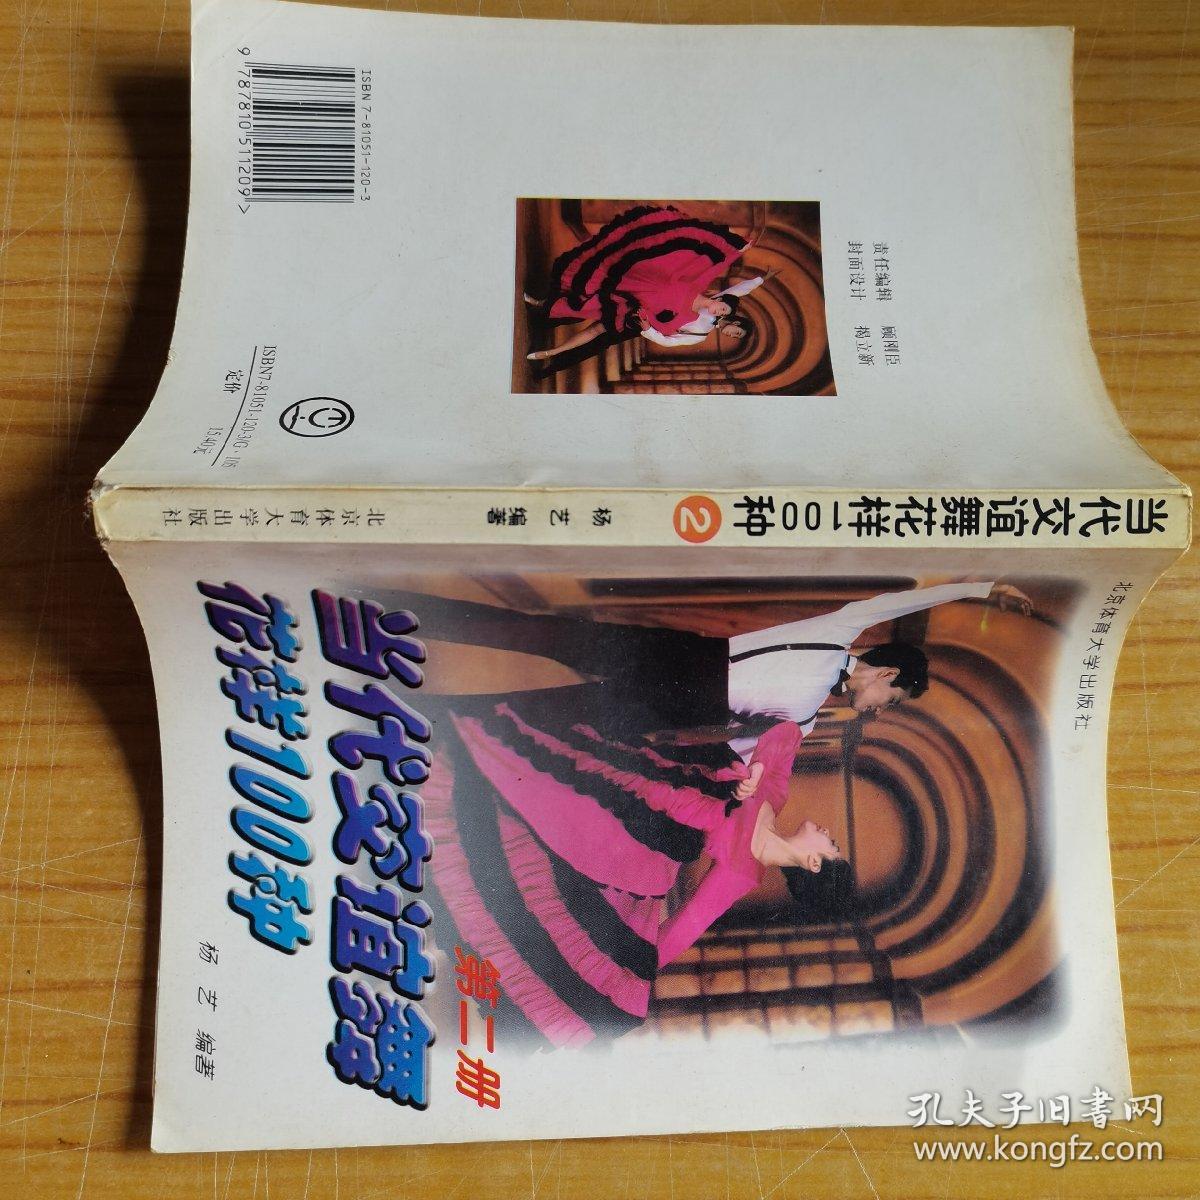 ISBN 7-81051-120-3
9 787810 511209>
责任编辑 顾刚臣
封面设计 揭立新
ISBN7-81051-120-3/G·105
定价
15.40元
当代交谊舞花样100种 2 杨艺 编著 北京体育大学出版社
北京体育大学出版社
第二册
当代交谊舞
花样100种
杨艺 编著
孔夫子旧书网
www.kongfz.com